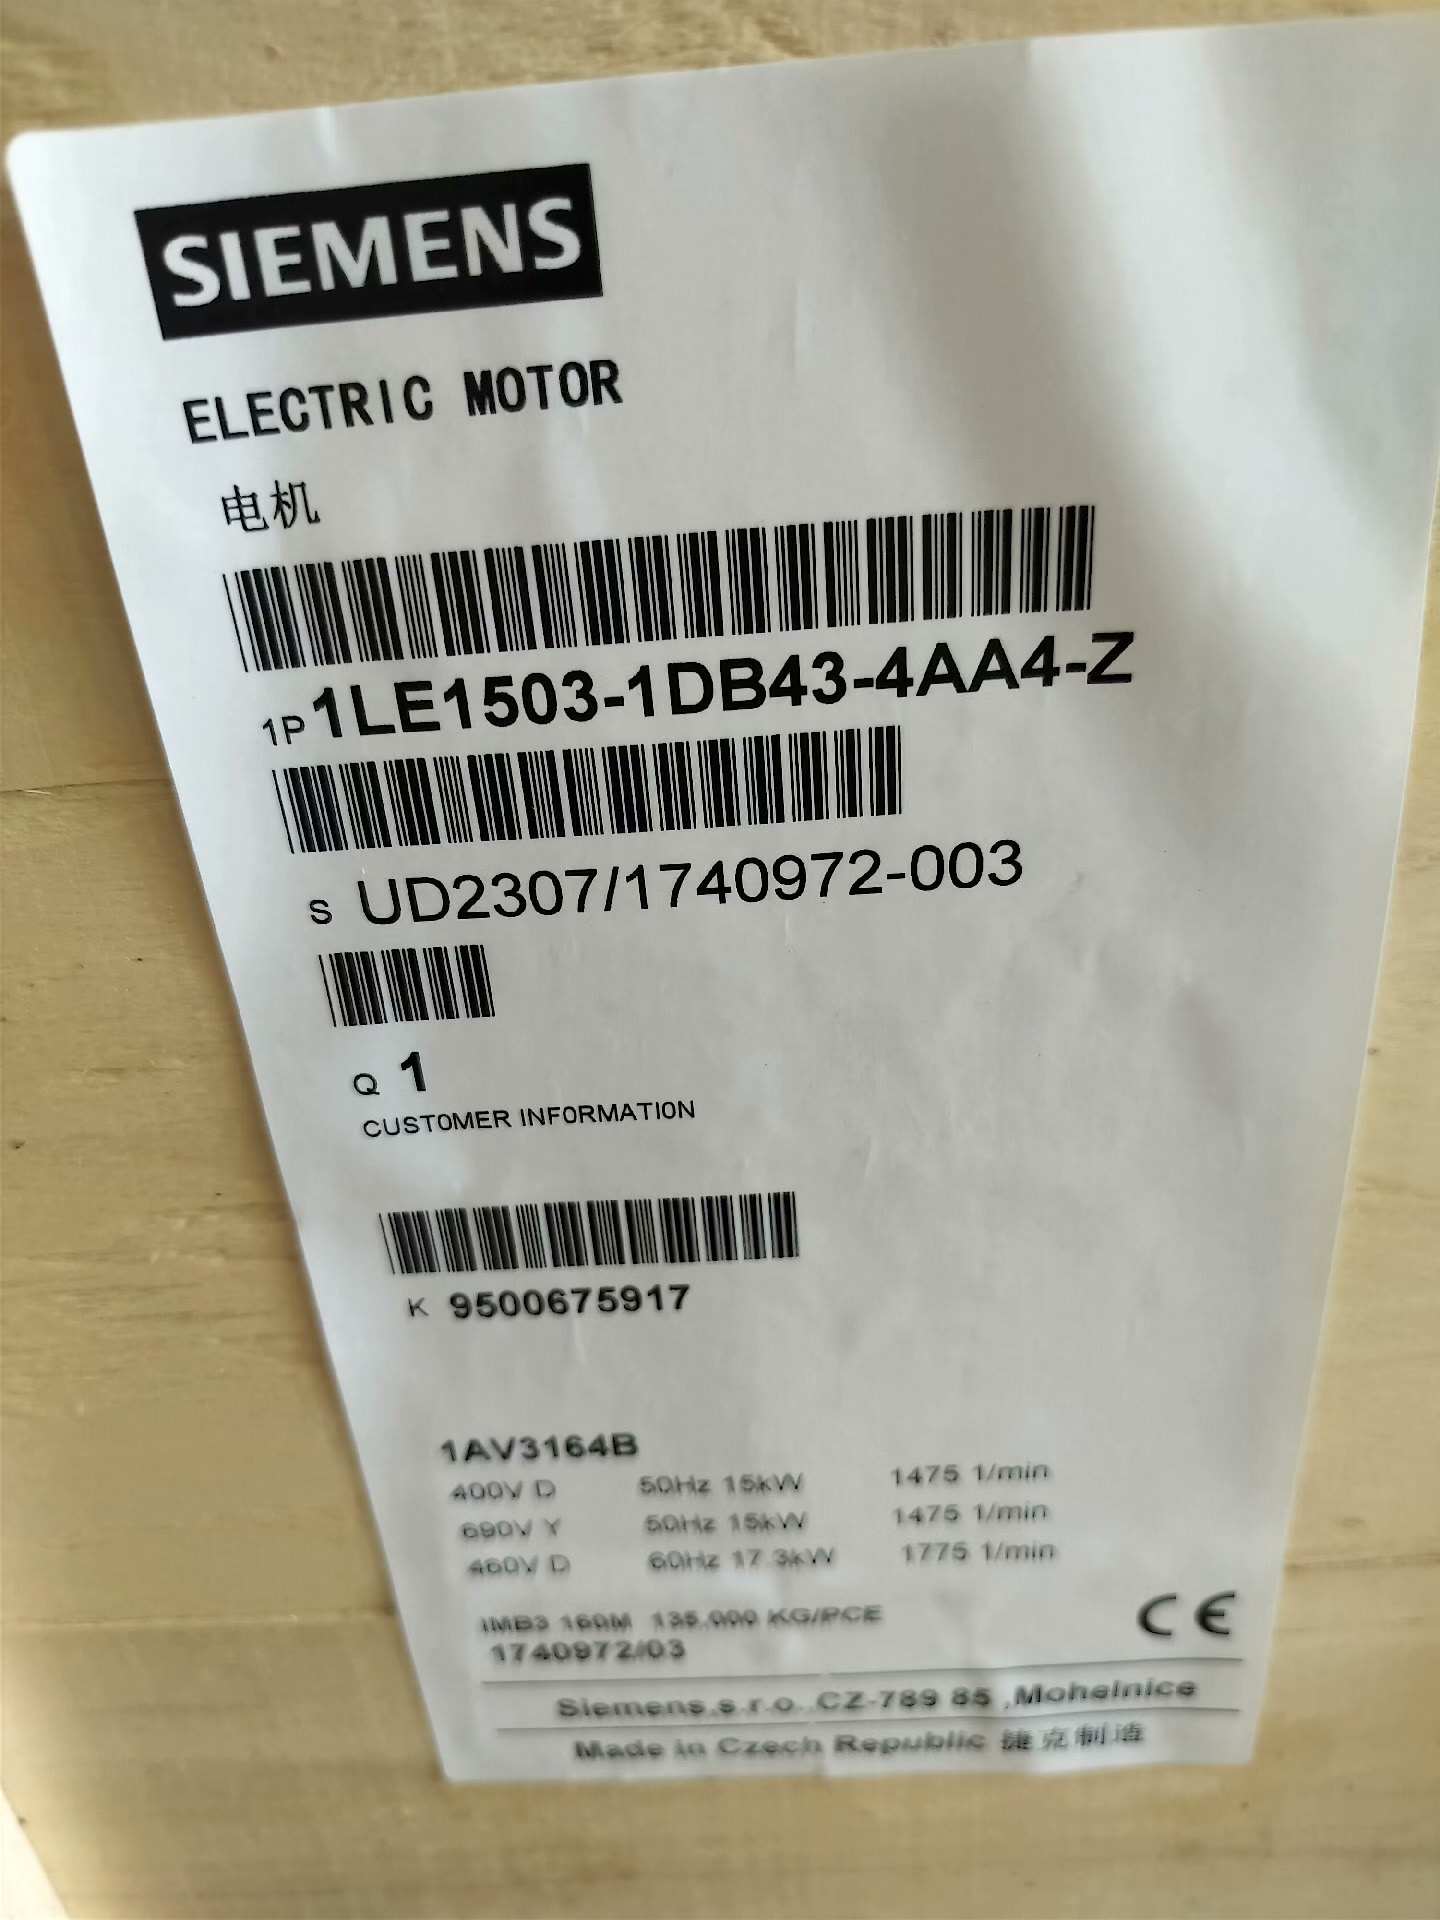 SIEMENS
ELECTRIC MOTOR
电机
1P 1LE1503-1DB43-4AA4-Z
S UD2307/1740972-003
Q 1
CUSTOMER INFORMATION
K 9500675917
1AV3164B
400V D 50Hz 15kW 1475 1/min
690V Y 50Hz 15kW 1475 1/min
460V D 60Hz 17.3kW 1775 1/min
IMB3 160M 135.000 KG/PCE
1740972/03
CE
Siemens,s.r.o.,CZ-789 85 ,Mohelnice
Made in Czech Republic 捷克制造